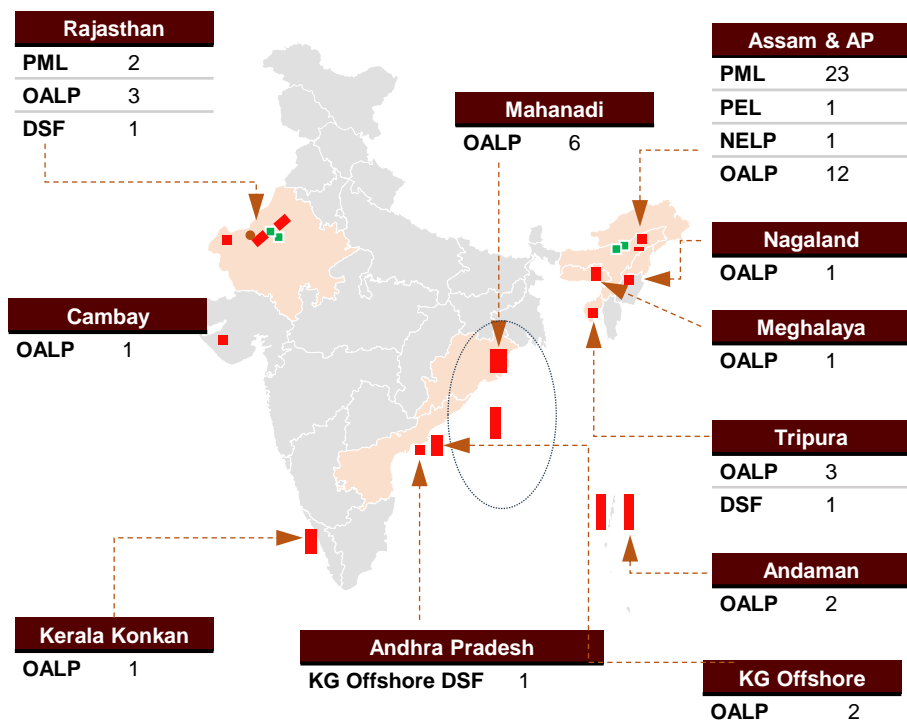 Rajasthan
PML 2
OALP 3
DSF 1
Mahanadi
OALP 6
Assam & AP
PML 23
PEL 1
NELP 1
OALP 12
Nagaland
OALP 1
Cambay
OALP 1
Meghalaya
OALP 1
Tripura
OALP 3
DSF 1
Andaman
OALP 2
Kerala Konkan
OALP 1
Andhra Pradesh
KG Offshore DSF 1
KG Offshore
OALP 2